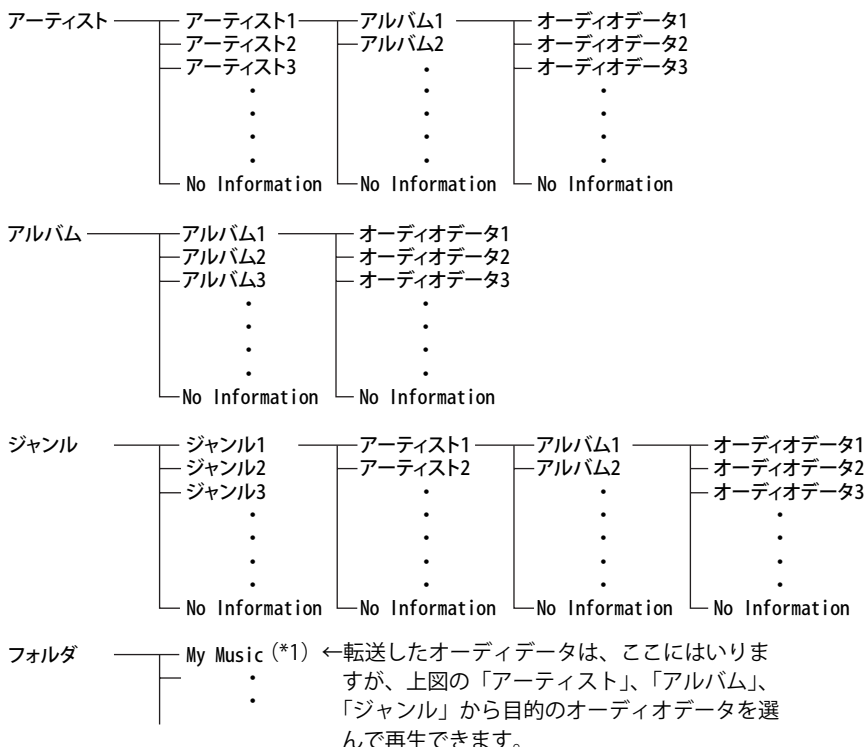 アーティスト アーティスト1 アルバム1 オーディオデータ1
アーティスト2 アルバム2 オーディオデータ2
アーティスト3 ・ オーディオデータ3
・ ・ ・
・ ・ ・
・ ・ ・
・ ・ ・
No Information No Information No Information
アルバム アルバム1 オーディオデータ1
アルバム2 オーディオデータ2
アルバム3 オーディオデータ3
・ ・
・ ・
・ ・
・ ・
No Information No Information
ジャンル ジャンル1 アーティスト1 アルバム1 オーディオデータ1
ジャンル2 アーティスト2 アルバム2 オーディオデータ2
ジャンル3 ・ ・ オーディオデータ3
・ ・ ・ ・
・ ・ ・ ・
・ ・ ・ ・
・ ・ ・ ・
No Information No Information No Information No Information
フォルダ My Music (*1) ←転送したオーディデータは、ここにはいりま
・ すが、上図の「アーティスト」、「アルバム」、
・ 「ジャンル」から目的のオーディオデータを選
んで再生できます。